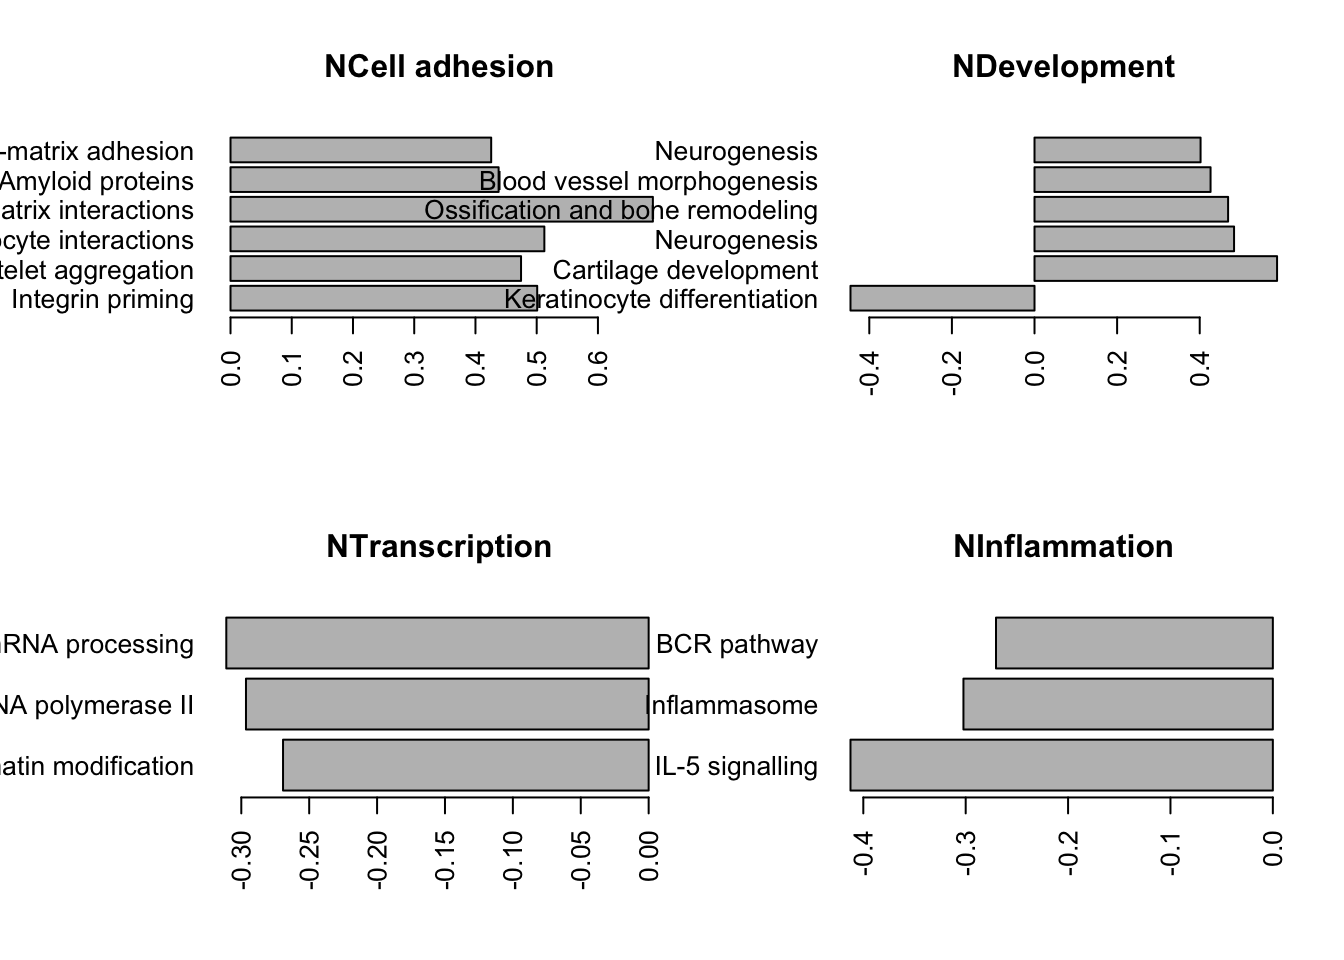 NCell adhesion
-matrix adhesion
Amyloid proteins
atrix interactions
ocyte interactions
telet aggregation
Integrin priming
0.0 0.1 0.2 0.3 0.4 0.5 0.6
NDevelopment
Neurogenesis
Blood vessel morphogenesis
Ossification and bone remodeling
Neurogenesis
Cartilage development
Keratinocyte differentiation
-0.4 -0.2 0.0 0.2 0.4
NTranscription
RNA processing
NA polymerase II
atin modification
-0.30 -0.25 -0.20 -0.15 -0.10 -0.05 0.00
NInflammation
BCR pathway
Inflammasome
IL-5 signalling
-0.4 -0.3 -0.2 -0.1 0.0